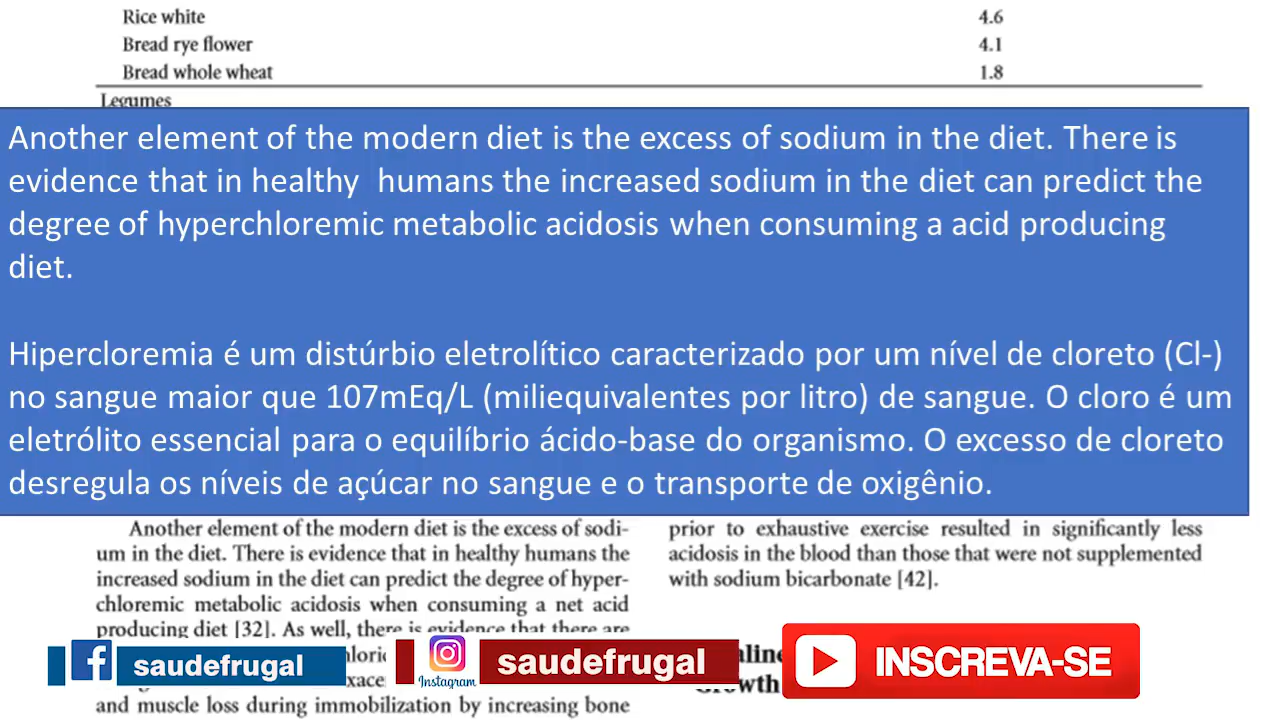 Rice white 4.6
Bread rye flower 4.1
Bread whole wheat 1.8
Legumes
Another element of the modern diet is the excess of sodium in the diet. There is
evidence that in healthy humans the increased sodium in the diet can predict the
degree of hyperchloremic metabolic acidosis when consuming a acid producing
diet.
Hipercloremia é um distúrbio eletrolítico caracterizado por um nível de cloreto (Cl-)
no sangue maior que 107mEq/L (miliequivalentes por litro) de sangue. O cloro é um
eletrólito essencial para o equilíbrio ácido-base do organismo. O excesso de cloreto
desregula os níveis de açúcar no sangue e o transporte de oxigênio.
Another element of the modern diet is the excess of sodi-
um in the diet. There is evidence that in healthy humans the
increased sodium in the diet can predict the degree of hyper-
chloremic metabolic acidosis when consuming a net acid
producing diet [32]. As well, there is evidence that there are
and muscle loss during immobilization by increasing bone
prior to exhaustive exercise resulted in significantly less
acidosis in the blood than those that were not supplemented
with sodium bicarbonate [42].
f saudefrugal
Instagram saudefrugal
INSCREVA-SE